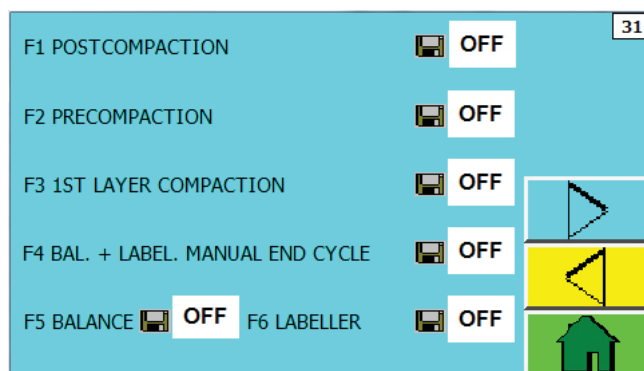 31
F1 POSTCOMPACTION OFF
F2 PRECOMPACTION OFF
F3 1ST LAYER COMPACTION OFF
F4 BAL. + LABEL. MANUAL END CYCLE OFF
F5 BALANCE OFF F6 LABELLER OFF